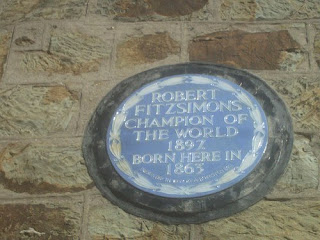 ROBERT
FITZSIMONS
CHAMPION OF
THE WORLD
1897
BORN HERE IN
1863